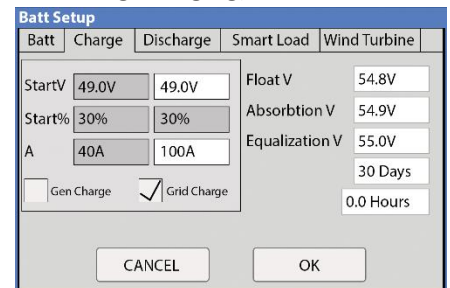 Batt Setup
Batt Charge Discharge Smart Load Wind Turbine
StartV 49.0V 49.0V
Start% 30% 30%
A 40A 100A
Gen Charge Grid Charge
Float V 54.8V
Absorbtion V 54.9V
Equalization V 55.0V
30 Days
0.0 Hours
CANCEL OK